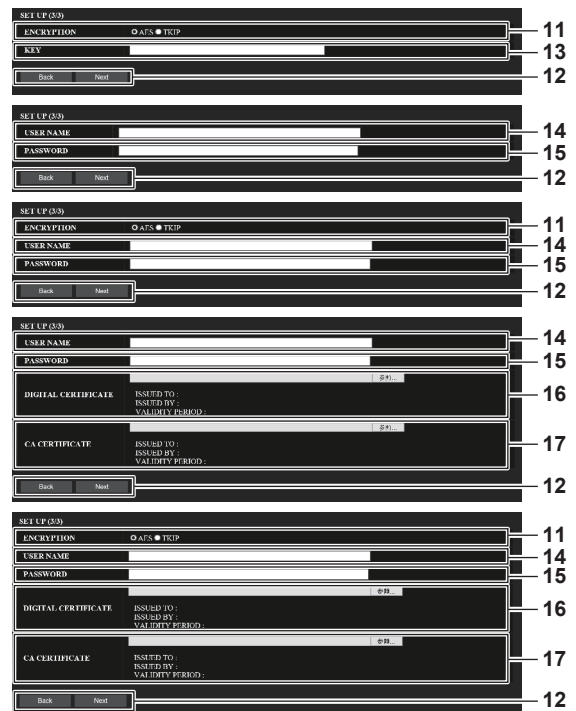 SET UP (3/3)
ENCRYPTION AES TKIP 11
KEY 13
Back Next 12
SET UP (3/3)
USER NAME 14
PASSWORD 15
Back Next 12
SET UP (3/3)
ENCRYPTION AES TKIP 11
USER NAME 14
PASSWORD 15
Back Next 12
SET UP (3/3)
USER NAME 14
PASSWORD 15
DIGITAL CERTIFICATE 16
ISSUED TO :
ISSUED BY :
VALIDITY PERIOD :
CA CERTIFICATE 17
ISSUED TO :
ISSUED BY :
VALIDITY PERIOD :
Back Next 12
SET UP (3/3)
ENCRYPTION AES TKIP 11
USER NAME 14
PASSWORD 15
参照...
DIGITAL CERTIFICATE 16
ISSUED TO :
ISSUED BY :
VALIDITY PERIOD :
参照...
CA CERTIFICATE 17
ISSUED TO :
ISSUED BY :
VALIDITY PERIOD :
Back Next 12